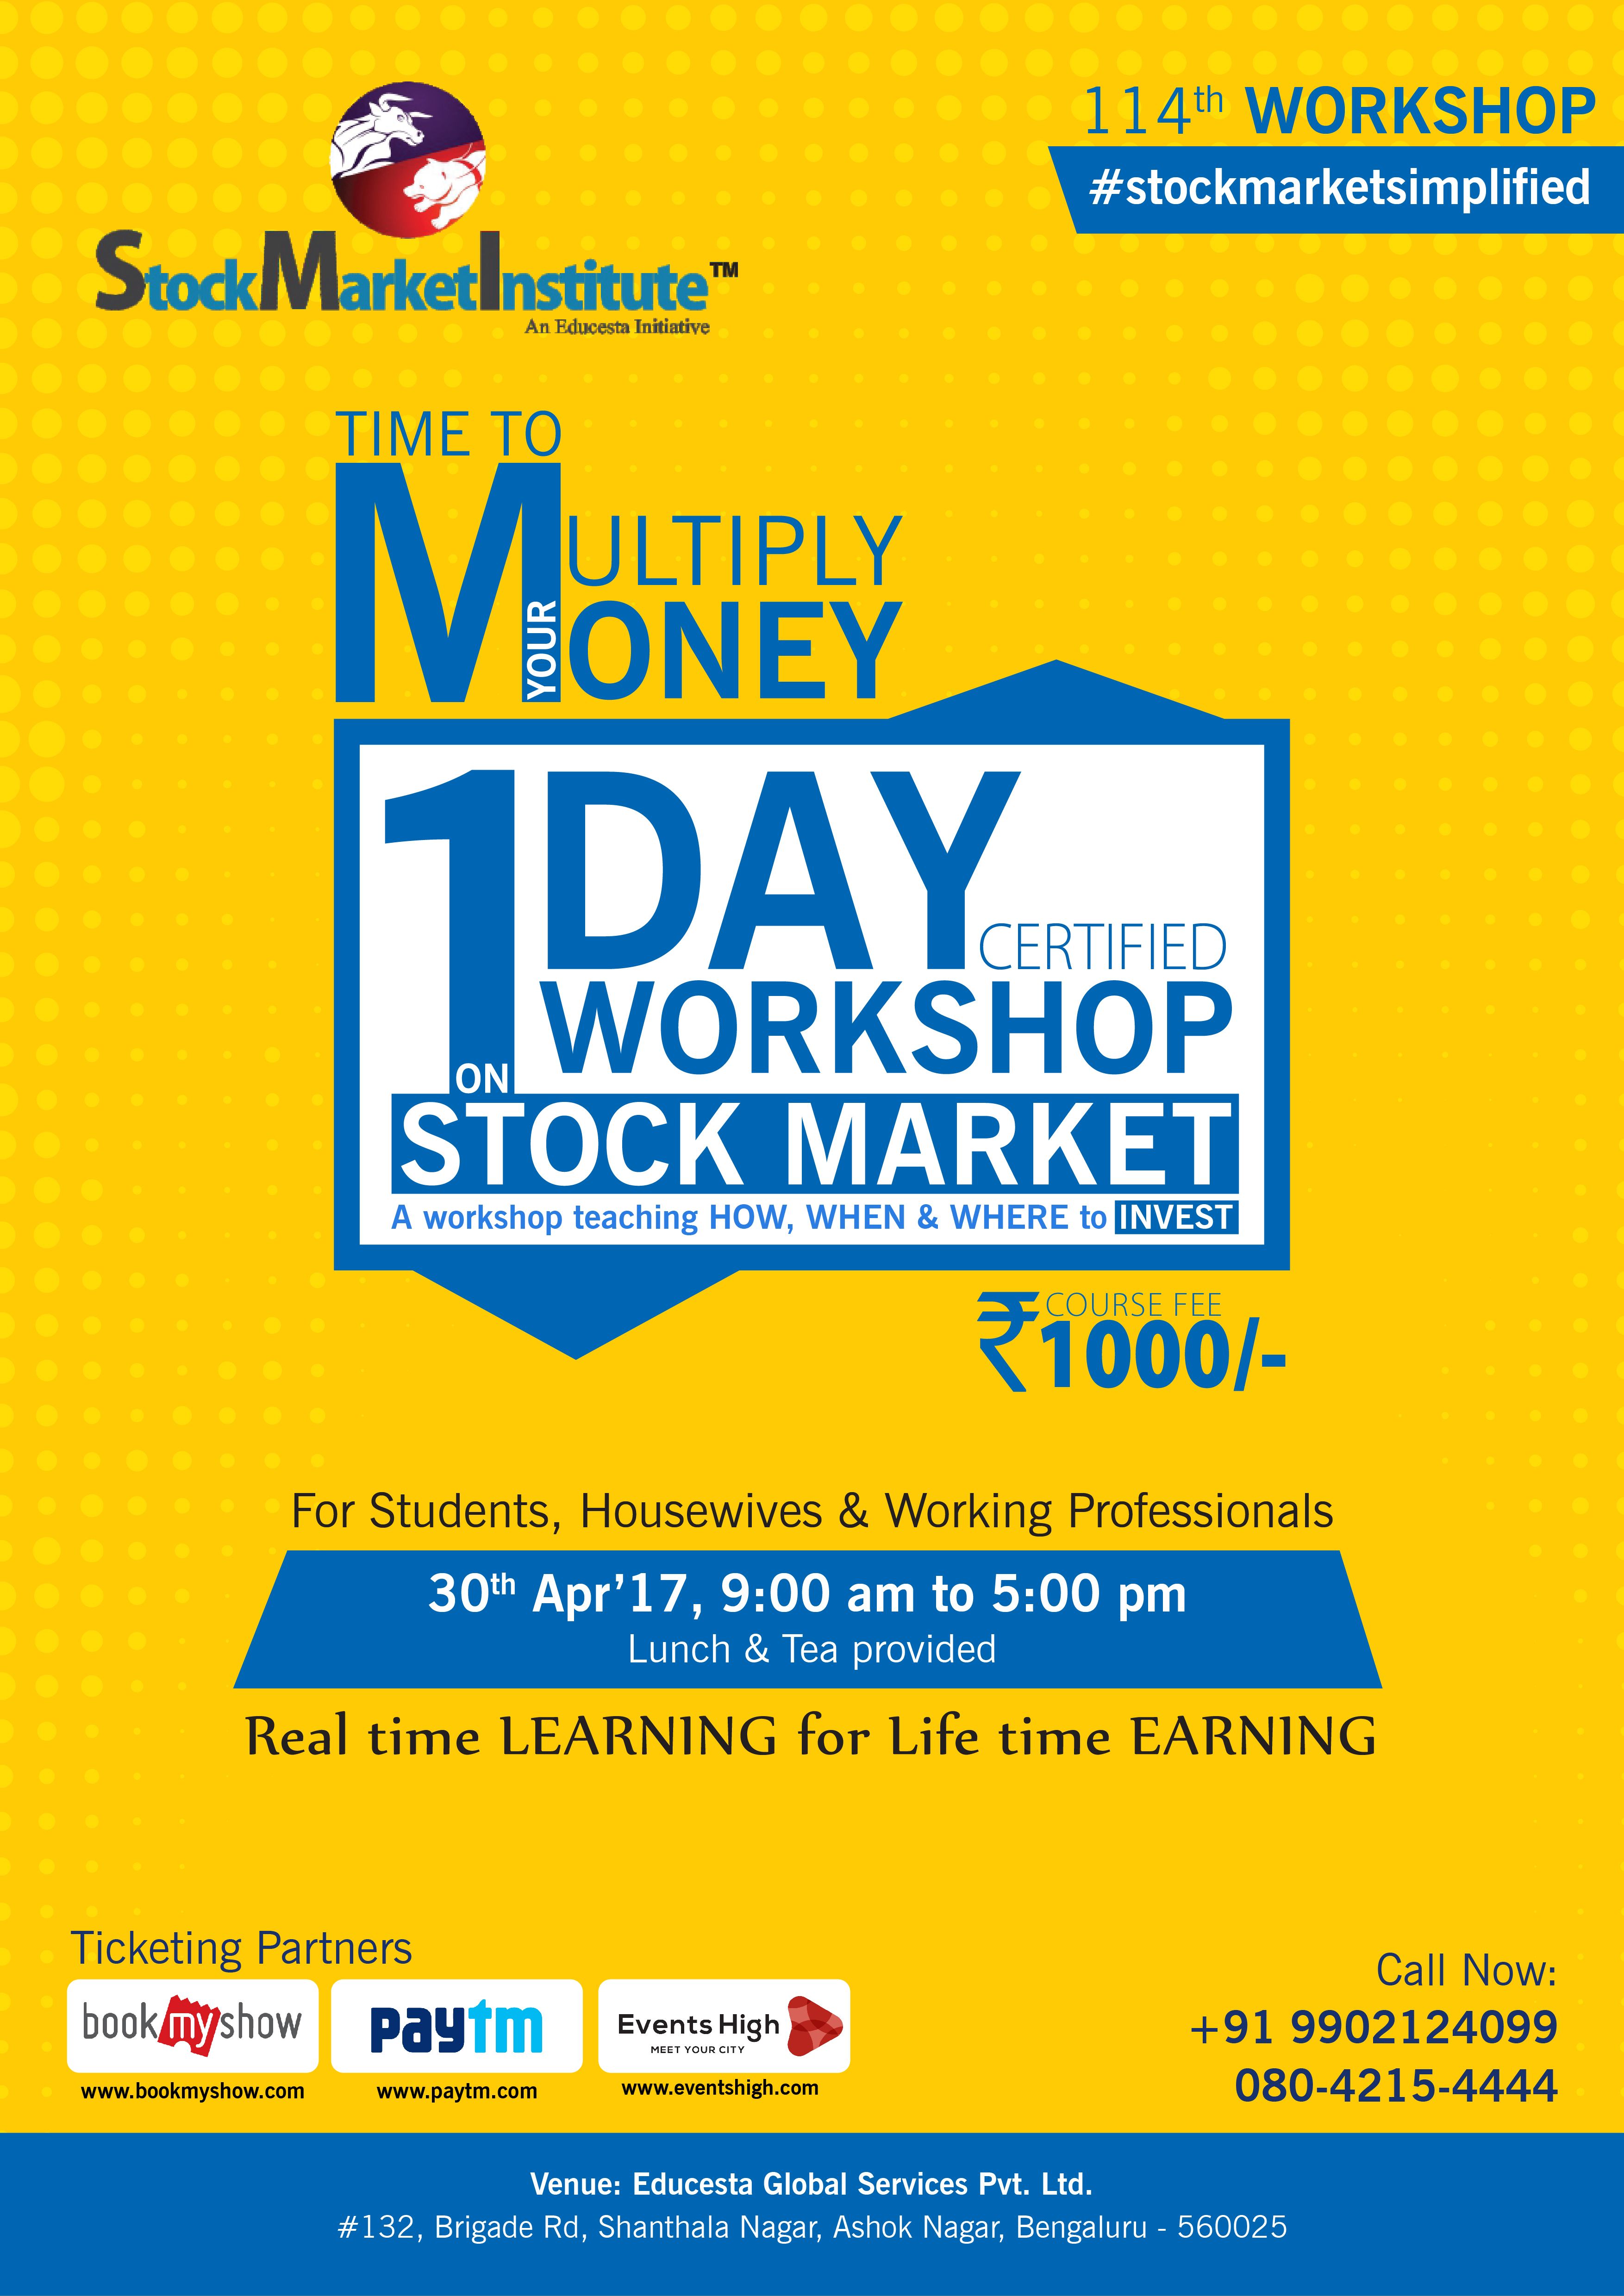 114th WORKSHOP
#stockmarketsimplified
StockMarketInstitute™
An Educesta Initiative
TIME TO
MULTIPLY
YOUR
MONEY
1 DAY
CERTIFIED
WORKSHOP
ON
STOCK MARKET
A workshop teaching HOW, WHEN & WHERE to INVEST
COURSE FEE
₹1000/-
For Students, Housewives & Working Professionals
30th Apr'17, 9:00 am to 5:00 pm
Lunch & Tea provided
Real time LEARNING for Life time EARNING
Ticketing Partners
bookmyshow
www.bookmyshow.com
paytm
www.paytm.com
Events High
MEET YOUR CITY
www.eventshigh.com
Call Now:
+91 9902124099
080-4215-4444
Venue: Educesta Global Services Pvt. Ltd.
#132, Brigade Rd, Shanthala Nagar, Ashok Nagar, Bengaluru - 560025